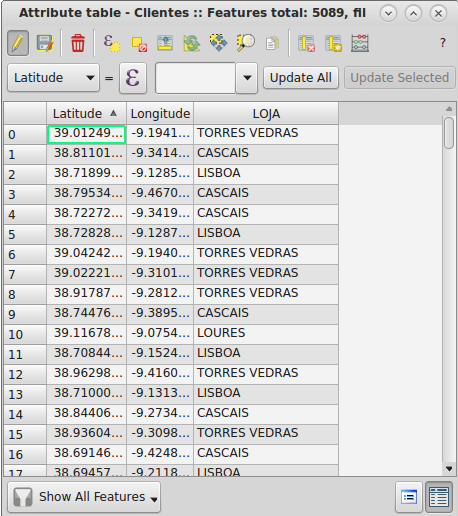 Attribute table - Clientes :: Features total: 5089, fil
?
Latitude = ε Update All Update Selected
Latitude Longitude LOJA
0 39.01249... -9.1941... TORRES VEDRAS
1 38.81101... -9.3414... CASCAIS
2 38.71899... -9.1285... LISBOA
3 38.79534... -9.4670... CASCAIS
4 38.72272... -9.3419... CASCAIS
5 38.72828... -9.1287... LISBOA
6 39.04242... -9.1940... TORRES VEDRAS
7 39.02221... -9.3101... TORRES VEDRAS
8 38.91787... -9.2812... TORRES VEDRAS
9 38.74476... -9.3895... CASCAIS
10 39.11678... -9.0754... LOURES
11 38.70844... -9.1524... LISBOA
12 38.96298... -9.4160... TORRES VEDRAS
13 38.71000... -9.1313... LISBOA
14 38.84406... -9.2734... CASCAIS
15 38.93604... -9.3098... TORRES VEDRAS
16 38.69146... -9.4248... CASCAIS
17 38.69457... -9.2118... LISBOA
Show All Features